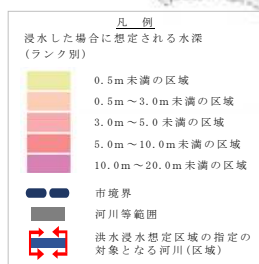 凡 例
浸水した場合に想定される水深
(ランク別)
0.5m未満の区域
0.5m～3.0m未満の区域
3.0m～5.0未満の区域
5.0m～10.0m未満の区域
10.0m～20.0m未満の区域
市境界
河川等範囲
洪水浸水想定区域の指定の
対象となる河川(区域)